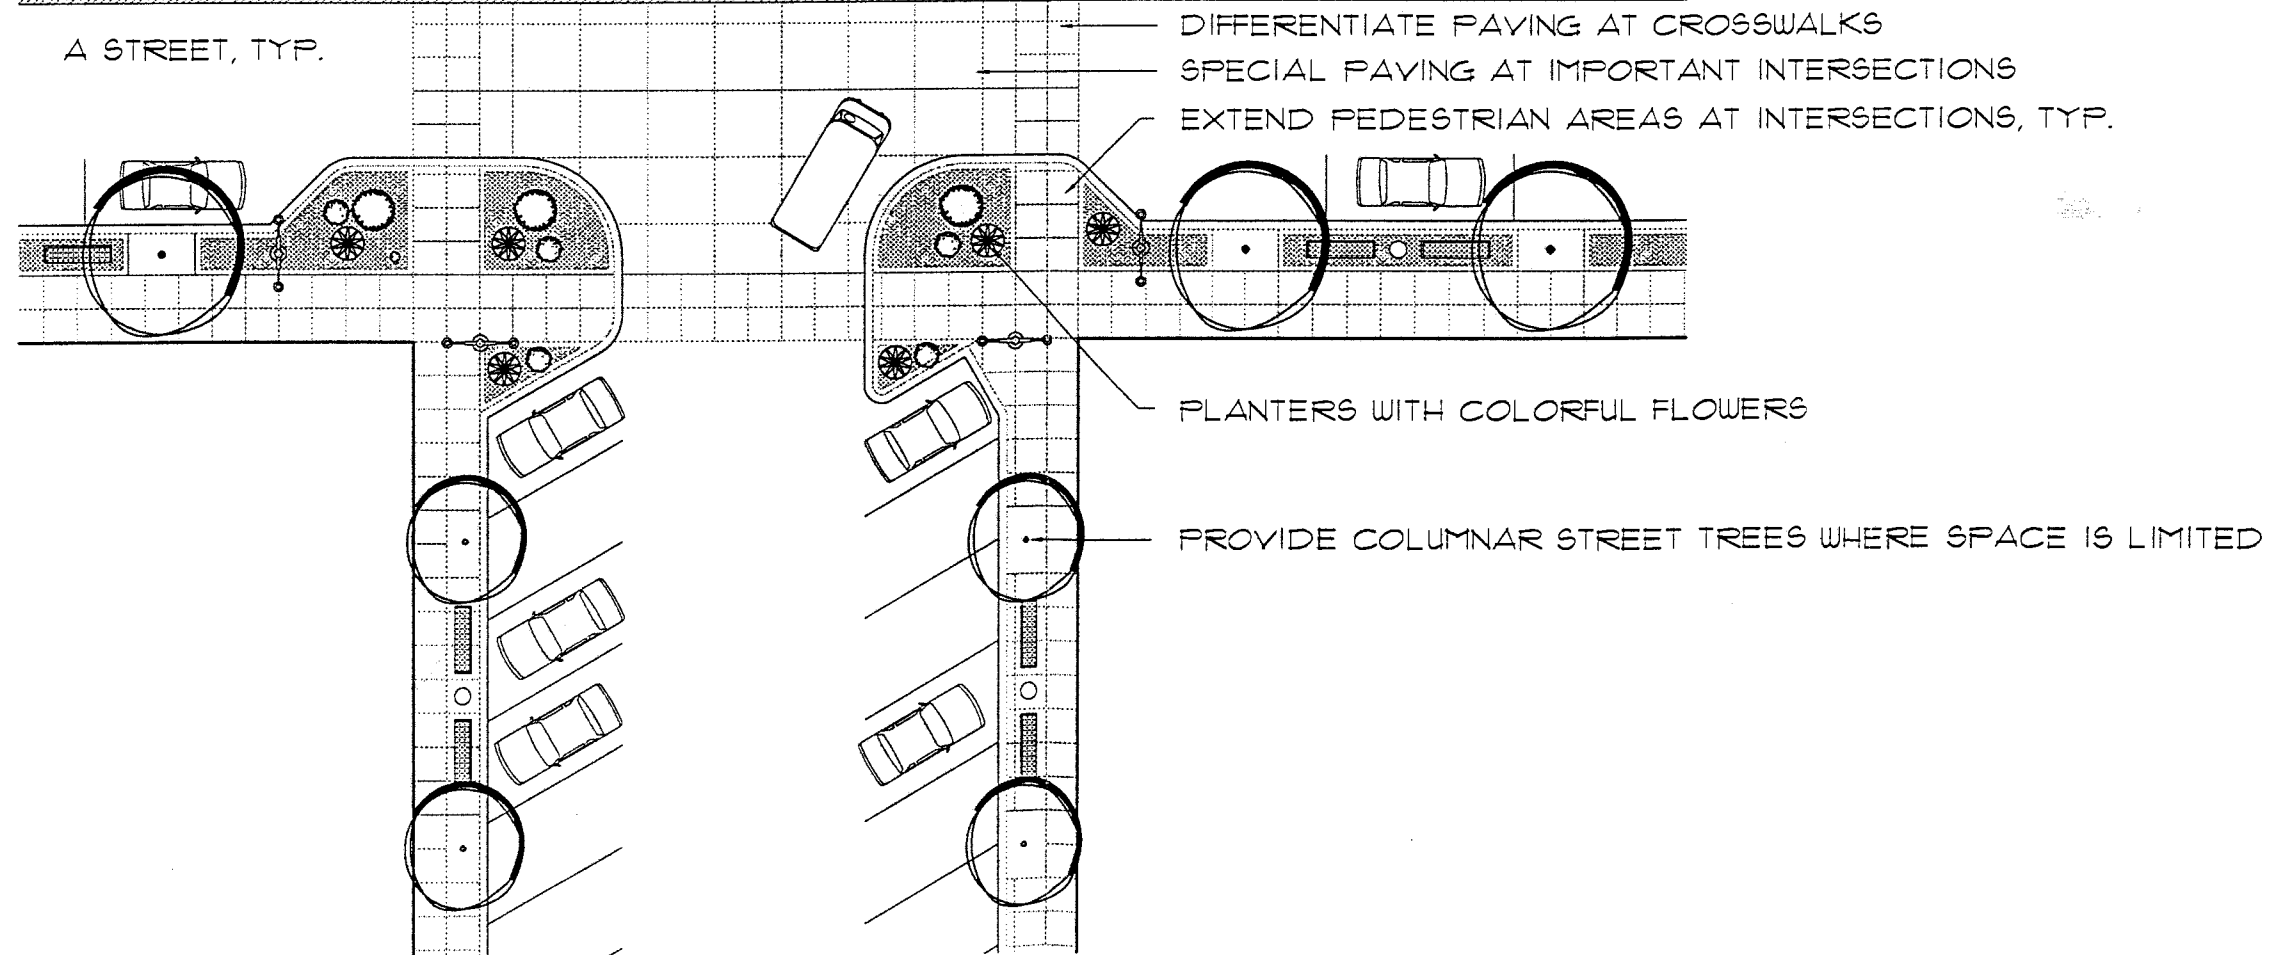 A STREET, TYP.
DIFFERENTIATE PAVING AT CROSSWALKS
SPECIAL PAVING AT IMPORTANT INTERSECTIONS
EXTEND PEDESTRIAN AREAS AT INTERSECTIONS, TYP.
PLANTERS WITH COLORFUL FLOWERS
PROVIDE COLUMNAR STREET TREES WHERE SPACE IS LIMITED